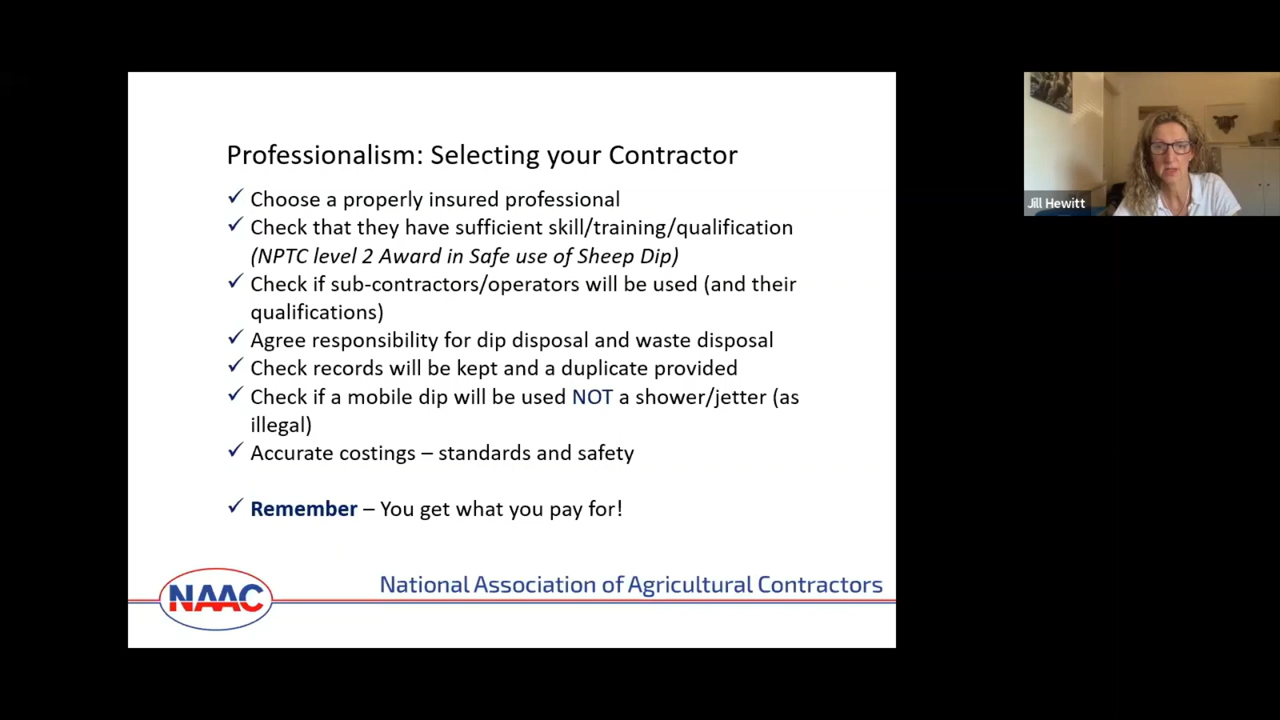 Professionalism: Selecting your Contractor
✓ Choose a properly insured professional
✓ Check that they have sufficient skill/training/qualification
(NPTC level 2 Award in Safe use of Sheep Dip)
✓ Check if sub-contractors/operators will be used (and their
qualifications)
✓ Agree responsibility for dip disposal and waste disposal
✓ Check records will be kept and a duplicate provided
✓ Check if a mobile dip will be used NOT a shower/jetter (as
illegal)
✓ Accurate costings – standards and safety
✓ Remember – You get what you pay for!
National Association of Agricultural Contractors
NAAC
Jill Hewitt